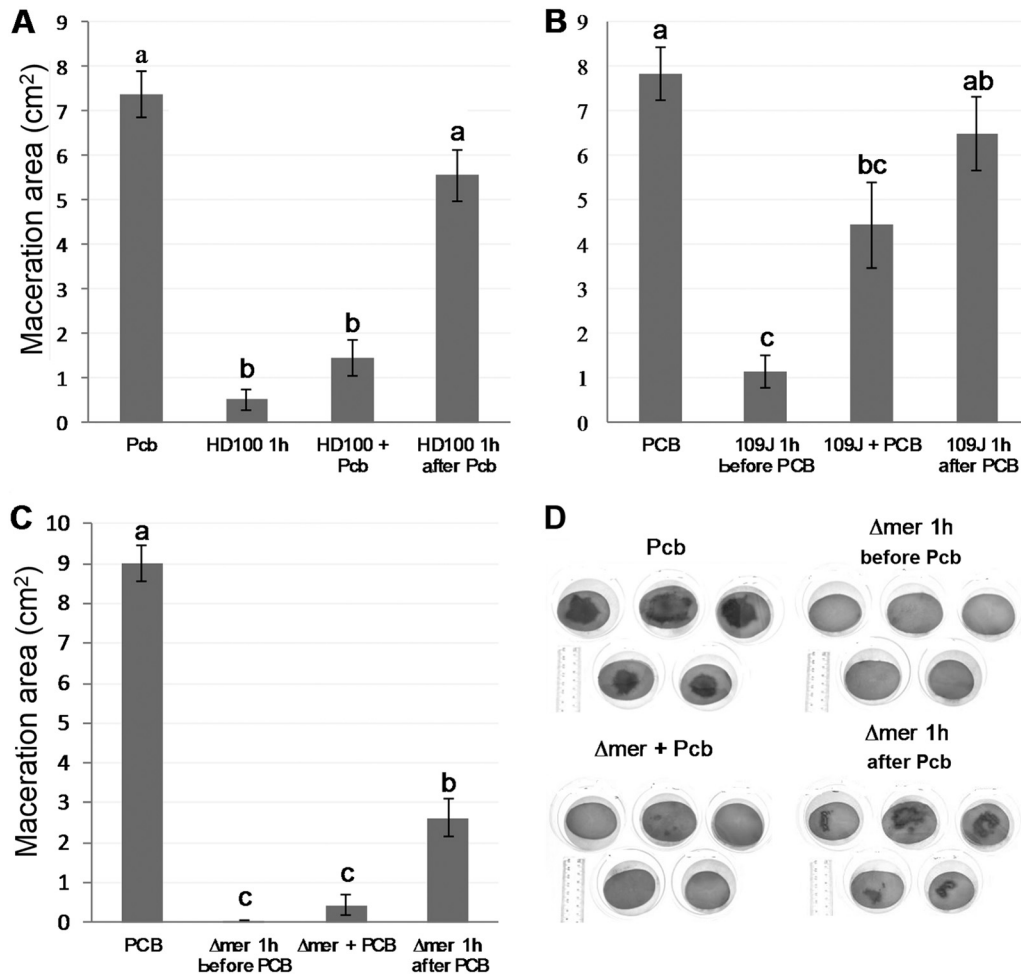 A
Maceration area (cm²)
9
8
7
6
5
4
3
2
1
0
a
b
b
a
Pcb
HD100 1h
HD100 +
Pcb
HD100 1h
after Pcb
B
9
8
7
6
5
4
3
2
1
0
a
c
bc
ab
PCB
109J 1h
before PCB
109J + PCB
109J 1h
after PCB
C
Maceration area (cm²)
10
9
8
7
6
5
4
3
2
1
0
a
c
c
b
PCB
Δmer 1h
before PCB
Δmer + PCB
Δmer 1h
after PCB
D
Pcb
Δmer 1h
before Pcb
Δmer + Pcb
Δmer 1h
after Pcb